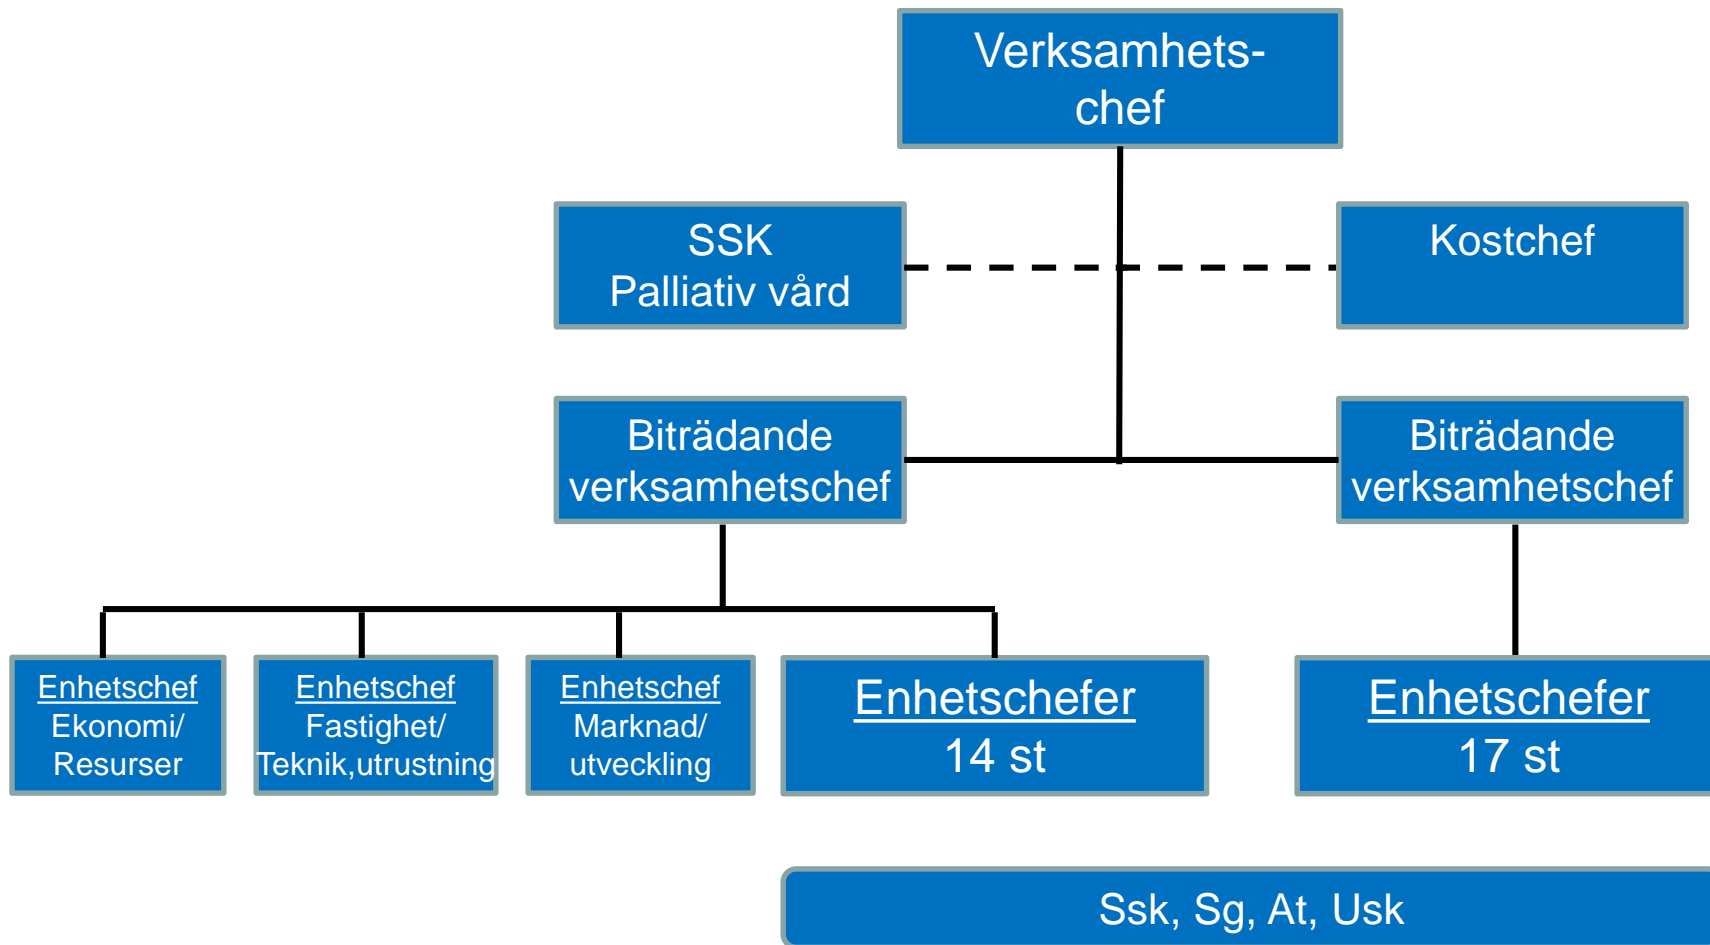 Verksamhets-
chef
SSK
Palliativ vård
Kostchef
Biträdande
verksamhetschef
Biträdande
verksamhetschef
Enhetschef
Ekonomi/
Resurser
Enhetschef
Fastighet/
Teknik,utrustning
Enhetschef
Marknad/
utveckling
Enhetschefer
14 st
Enhetschefer
17 st
Ssk, Sg, At, Usk